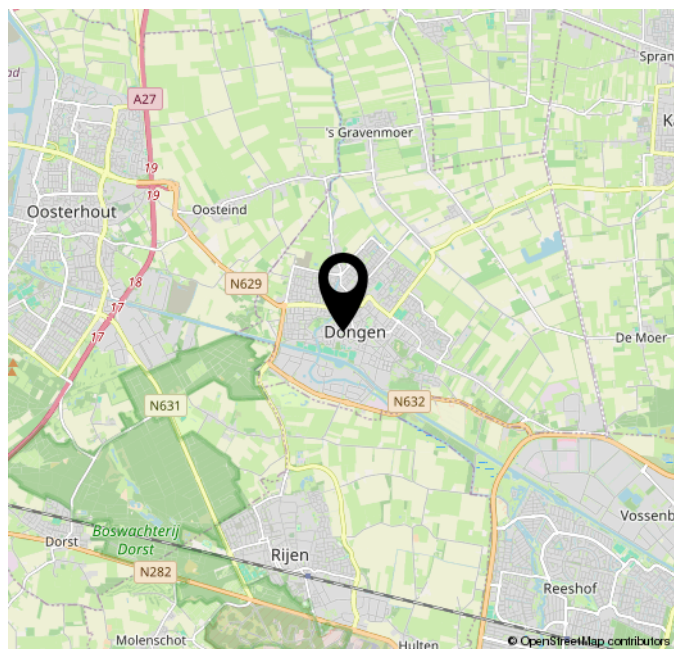 ad
Spran
A27
Ka
's Gravenmoer
19
19
Oosterhout
Oosteind
18
N629
17
Dongen
17
De Moer
N631
N632
Vossenb
Boswachterij
Dorst
Dorst
Rijen
N282
Reeshof
Molenschot
Hulten
© OpenStreetMap contributors